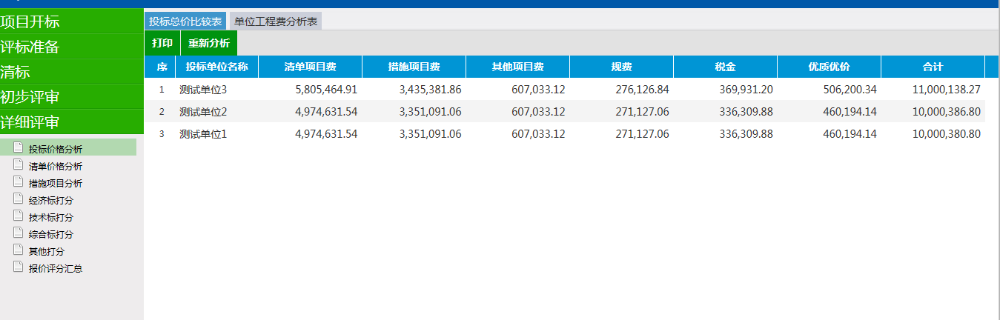 项目开标
评标准备
清标
初步评审
详细评审
投标价格分析
清单价格分析
措施项目分析
经济标打分
技术标打分
综合标打分
其他打分
报价评分汇总
投标总价比较表 单位工程费分析表
打印 重新分析
序 投标单位名称 清单项目费 措施项目费 其他项目费 规费 税金 优质优价 合计
1 测试单位3 5,805,464.91 3,435,381.86 607,033.12 276,126.84 369,931.20 506,200.34 11,000,138.27
2 测试单位2 4,974,631.54 3,351,091.06 607,033.12 271,127.06 336,309.88 460,194.14 10,000,386.80
3 测试单位1 4,974,631.54 3,351,091.06 607,033.12 271,127.06 336,309.88 460,194.14 10,000,380.80